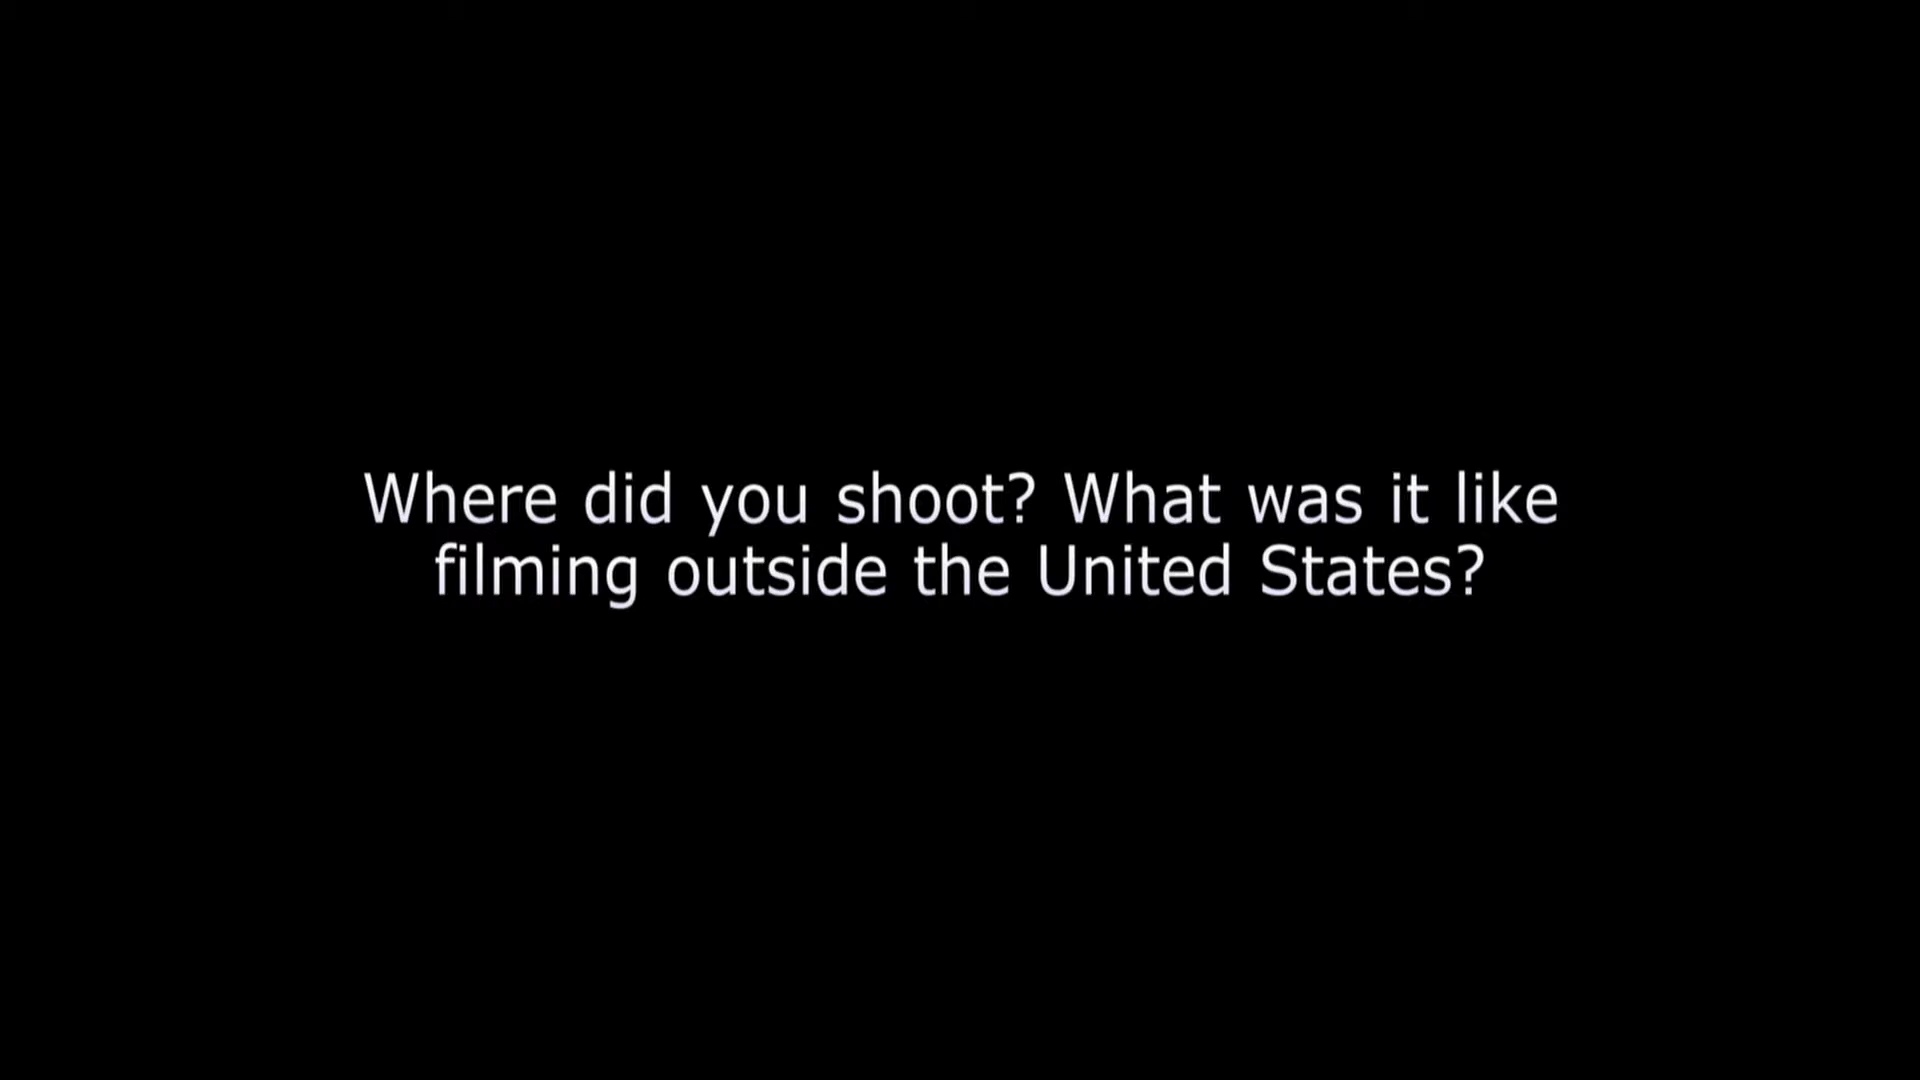 Where did you shoot? What was it like
filming outside the United States?